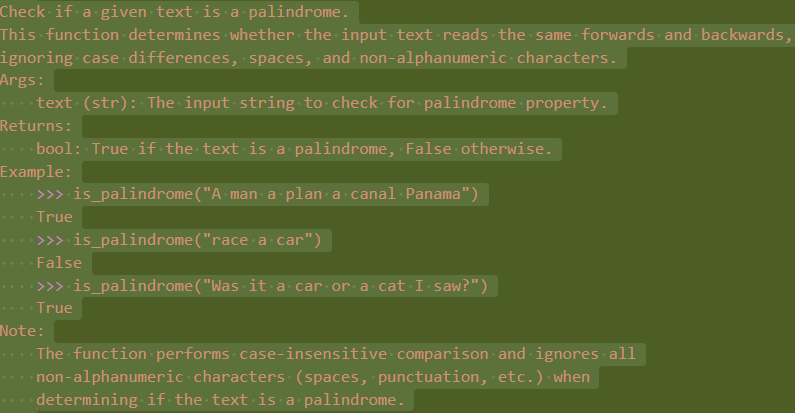 Check if a given text is a palindrome.
This function determines whether the input text reads the same forwards and backwards,
ignoring case differences, spaces, and non-alphanumeric characters.
Args:
    text (str): The input string to check for palindrome property.
Returns:
    bool: True if the text is a palindrome, False otherwise.
Example:
    >>> is_palindrome("A man a plan a canal Panama")
    True
    >>> is_palindrome("race a car")
    False
    >>> is_palindrome("Was it a car or a cat I saw?")
    True
Note:
    The function performs case-insensitive comparison and ignores all
    non-alphanumeric characters (spaces, punctuation, etc.) when
    determining if the text is a palindrome.